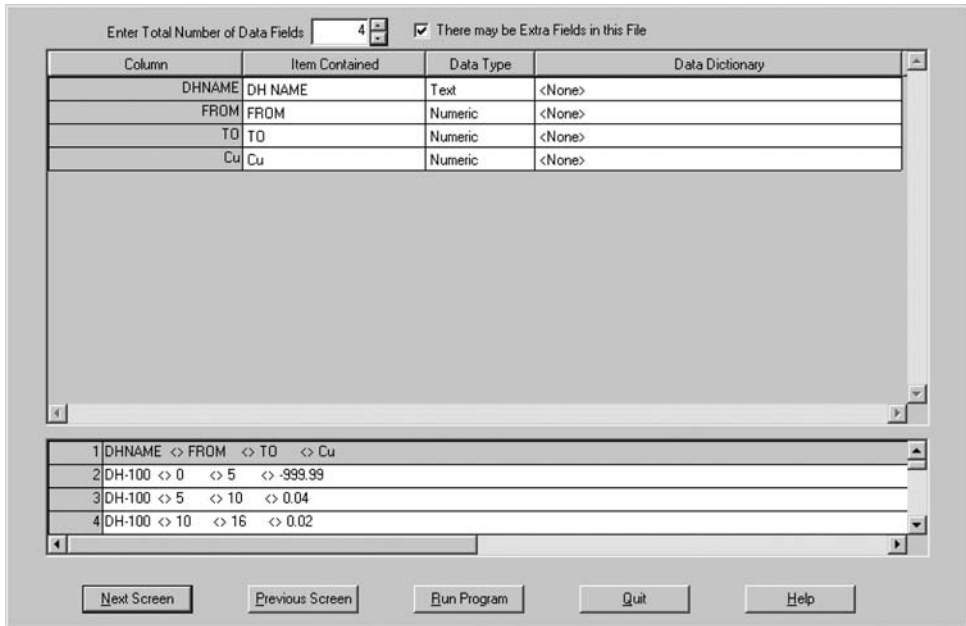 Enter Total Number of Data Fields 4 There may be Extra Fields in this File
Column Item Contained Data Type Data Dictionary
DHNAME DH NAME Text <None>
FROM FROM Numeric <None>
TO TO Numeric <None>
Cu Cu Numeric <None>
1 DHNAME <> FROM <> TO <> Cu
2 DH-100 <> 0 <> 5 <> -999.99
3 DH-100 <> 5 <> 10 <> 0.04
4 DH-100 <> 10 <> 16 <> 0.02
Next Screen Previous Screen Run Program Quit Help